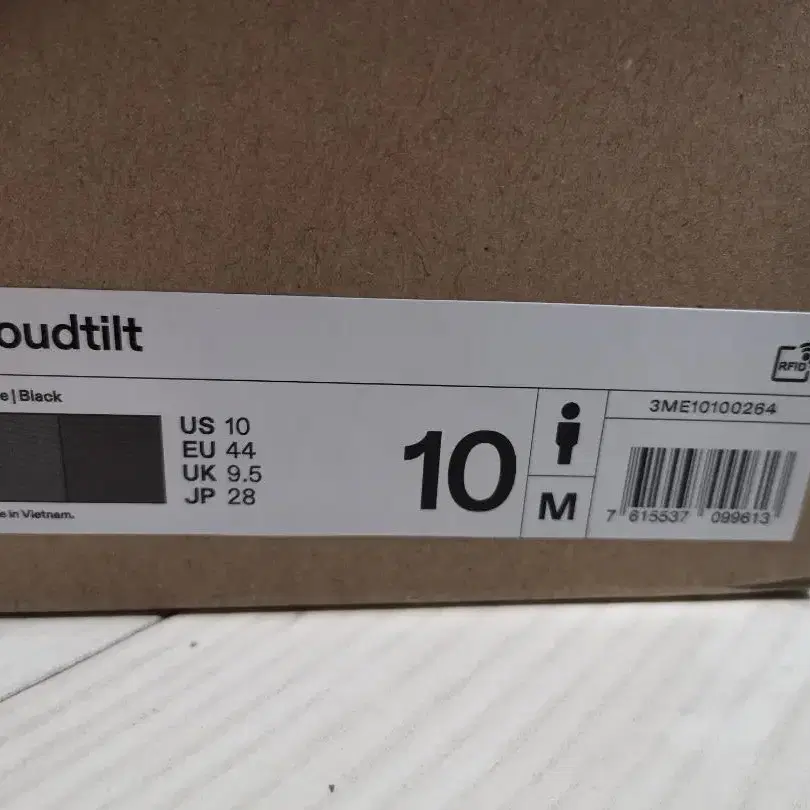 oudtilt
RFID
e | Black
US 10
EU 44
UK 9.5
JP 28
10
M
3ME10100264
7 615537 099613
e in Vietnam.